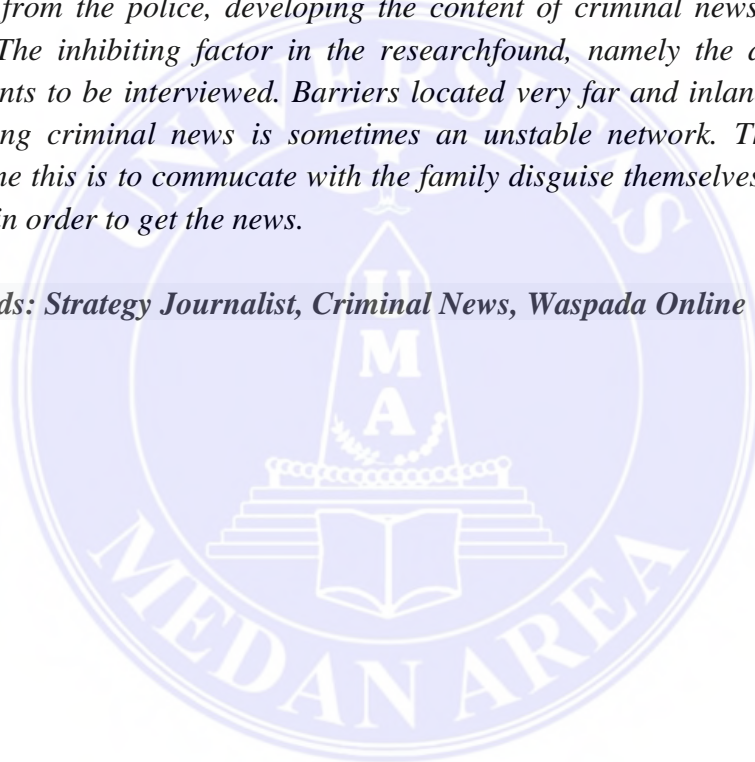 from the police, developing the content of criminal news
The inhibiting factor in the researchfound, namely the
nts to be interviewed. Barriers located very far and inlan
ng criminal news is sometimes an unstable network.
ne this is to commucate with the family disguise themselves
in order to get the news.
ds: Strategy Journalist, Criminal News, Waspada Online
UNIVERSITAS
UMA
MEDAN AREA